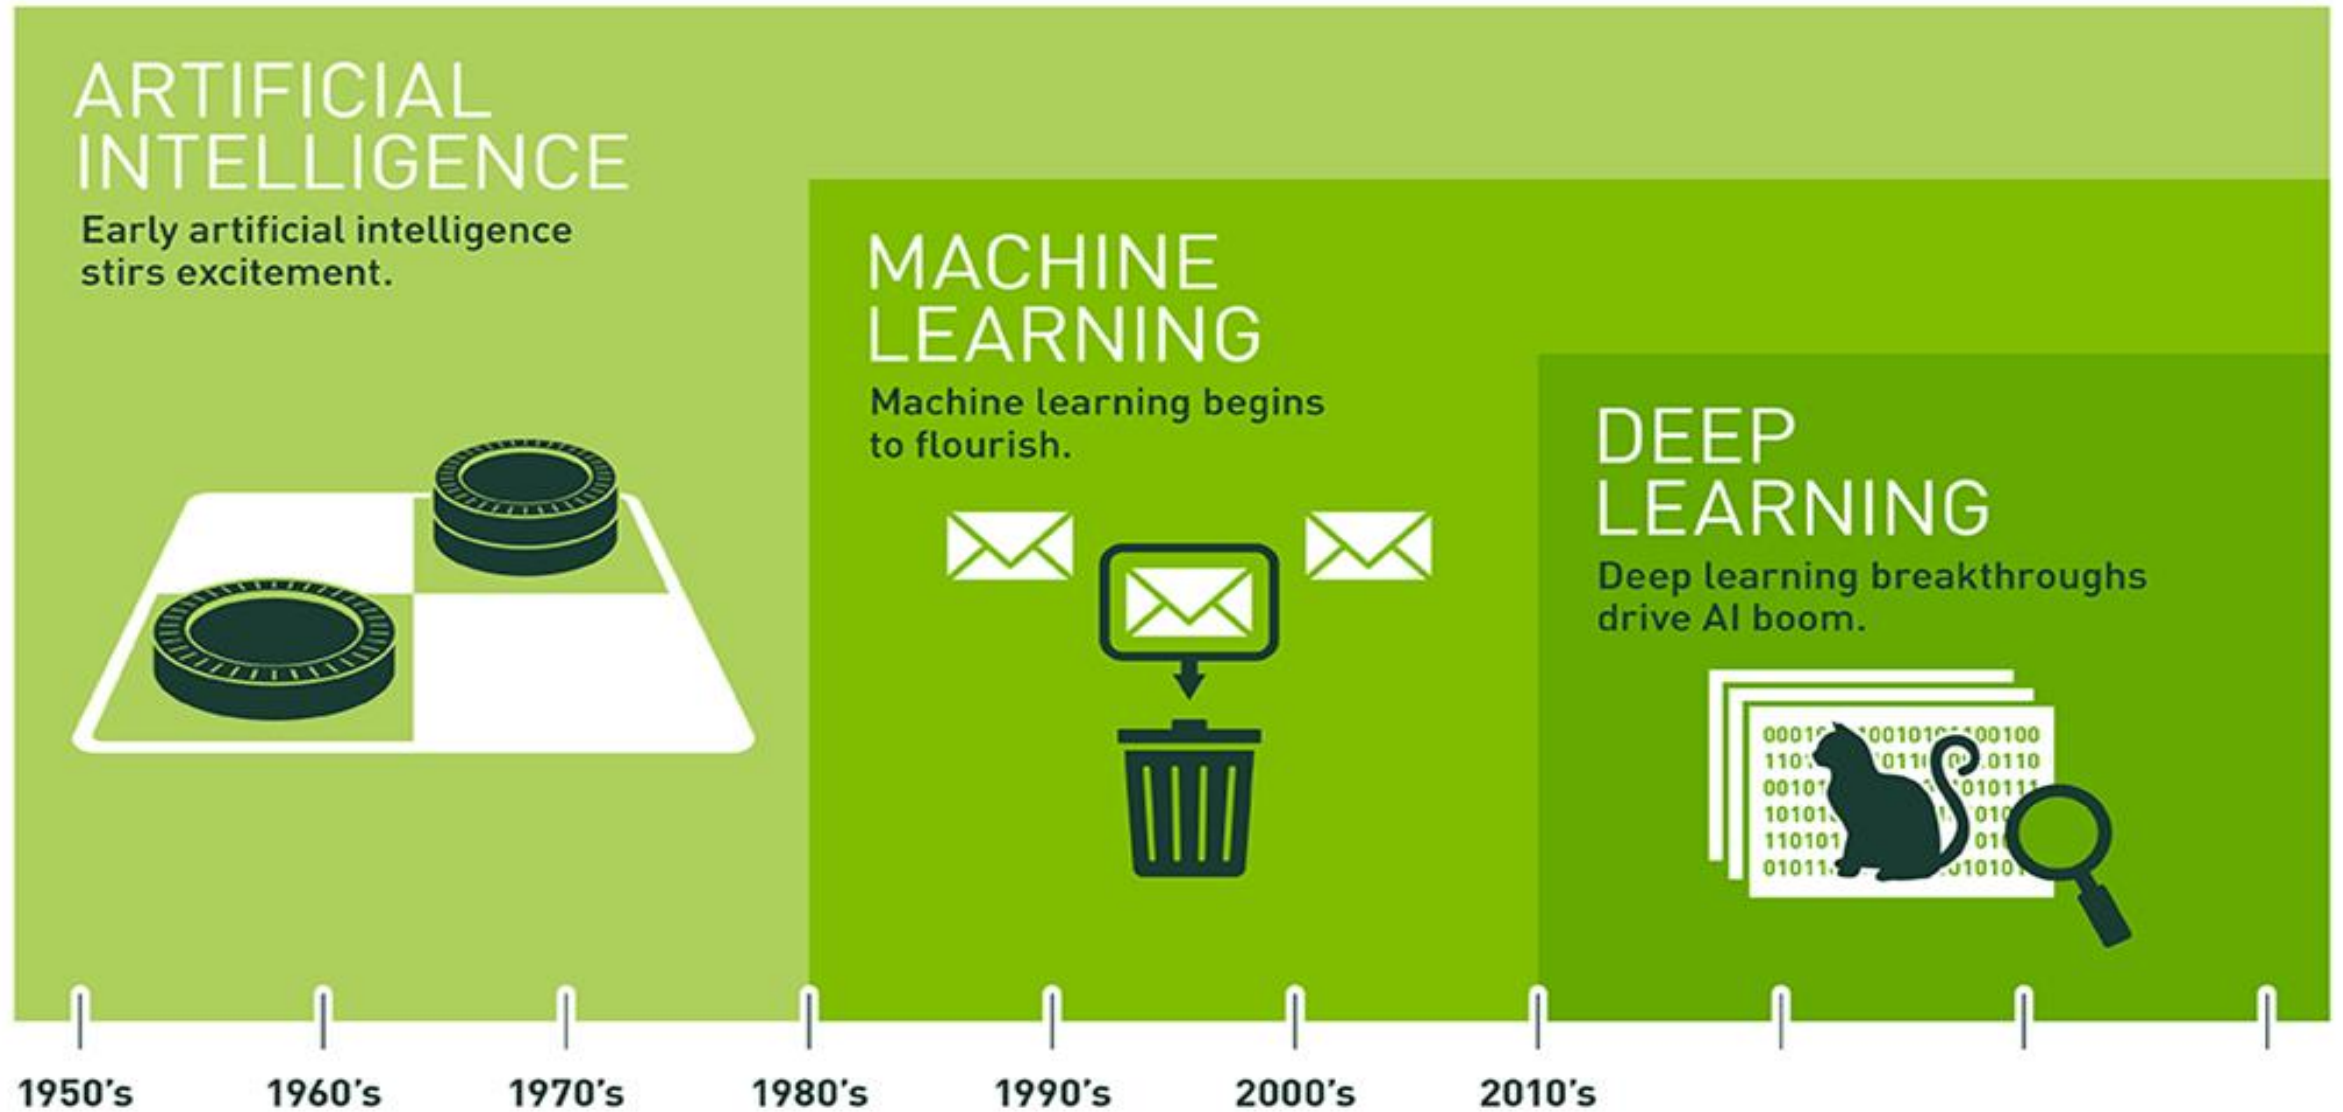 ARTIFICIAL
INTELLIGENCE
Early artificial intelligence
stirs excitement.
MACHINE
LEARNING
Machine learning begins
to flourish.
DEEP
LEARNING
Deep learning breakthroughs
drive AI boom.
1950's
1960's
1970's
1980's
1990's
2000's
2010's